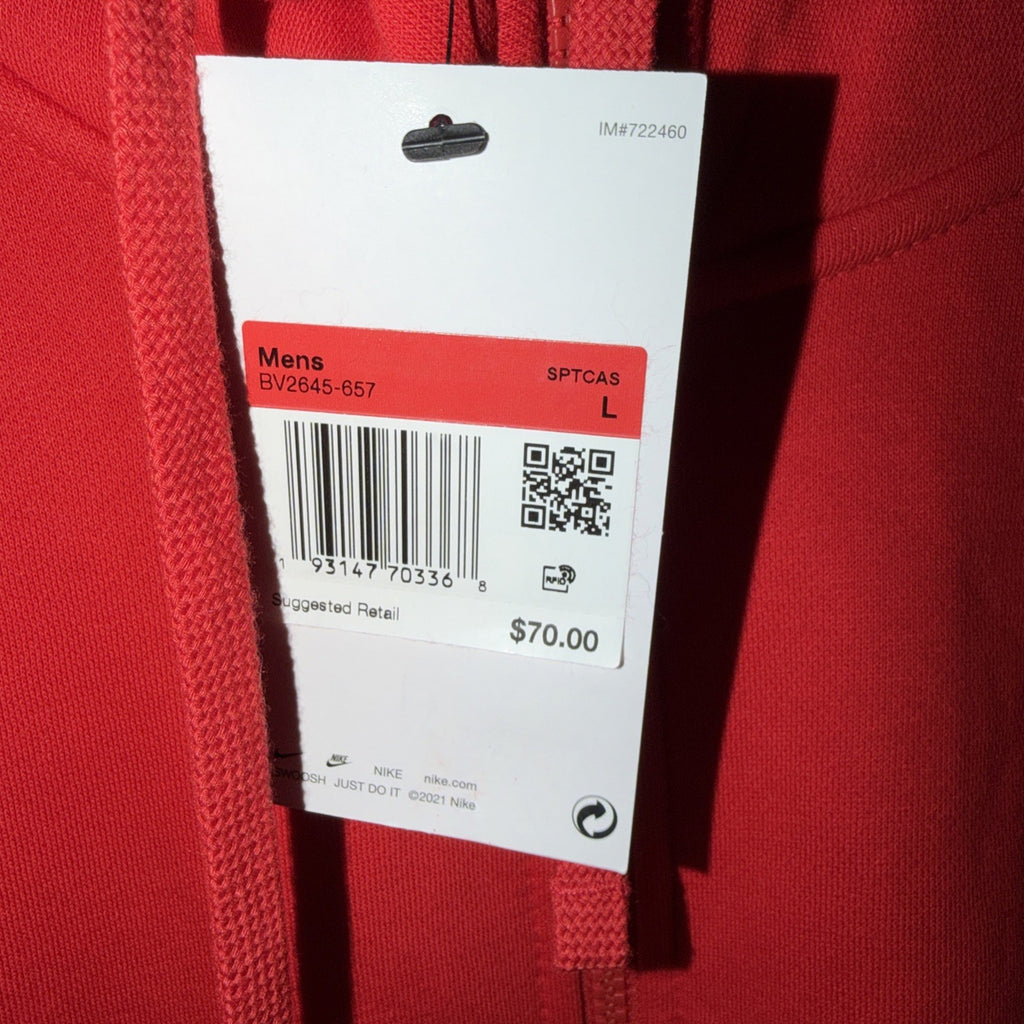 IM#722460
Mens
BV2645-657
SPTCAS
L
1 93147 70336 8
RFID
Suggested Retail
$70.00
NIKE
NIKE nike.com
SWOOSH JUST DO IT ©2021 Nike